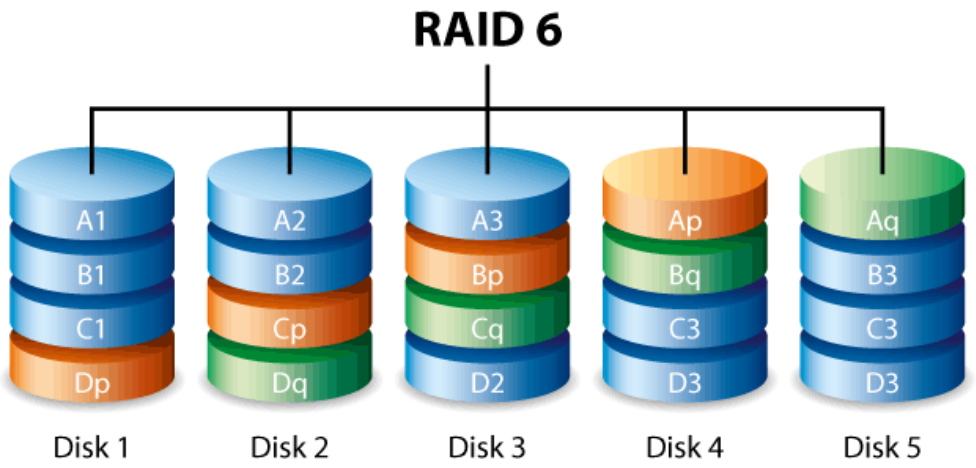 RAID 6
A1 A2 A3 Ap Aq
B1 B2 Bp Bq B3
C1 Cp Cq C3 C3
Dp Dq D2 D3 D3
Disk 1 Disk 2 Disk 3 Disk 4 Disk 5